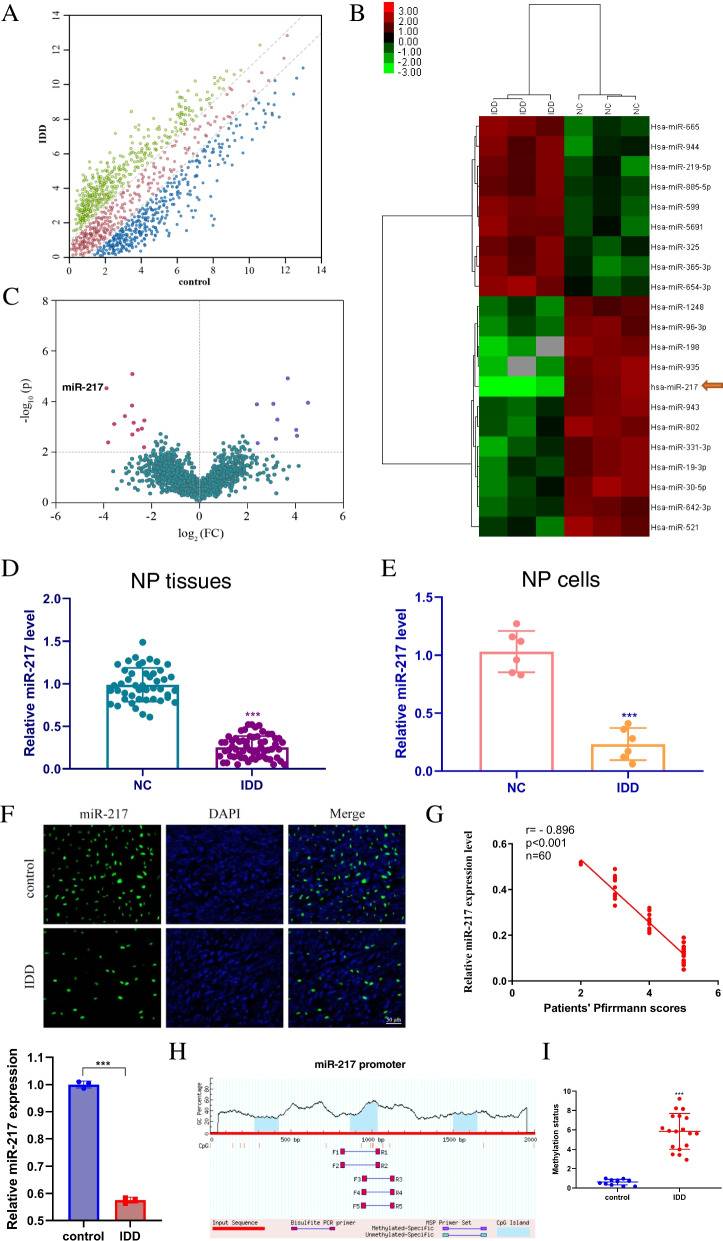 A
14
12
10
8
6
4
2
0
IDD
0 2 4 6 8 10 12 14
control
B
3.00
2.00
1.00
0.00
-1.00
-2.00
-3.00
IDD IDD IDD NC NC NC
Hsa-miR-665
Hsa-miR-944
Hsa-miR-219-5p
Hsa-miR-885-5p
Hsa-miR-599
Hsa-miR-5691
Hsa-miR-325
Hsa-miR-365-3p
Hsa-miR-654-3p
Hsa-miR-1248
Hsa-miR-96-3p
Hsa-miR-198
Hsa-miR-935
hsa-miR-217
Hsa-miR-943
Hsa-miR-802
Hsa-miR-331-3p
Hsa-miR-19-3p
Hsa-miR-30-5p
Hsa-miR-642-3p
Hsa-miR-521
C
8
6
4
2
0
-log10 (p)
miR-217
-6 -4 -2 0 2 4 6
log2 (FC)
D
NP tissues
Relative miR-217 level
2.0
1.5
1.0
0.5
0.0
***
NC IDD
E
NP cells
Relative miR-217 level
1.5
1.0
0.5
0.0
***
NC IDD
F
miR-217 DAPI Merge
control
IDD
50 μm
G
r= - 0.896
p<0.001
n=60
Relative miR-217 expression level
0.6
0.4
0.2
0.0
0 2 4 6
Patients' Pfirrmann scores
Relative miR-217 expression
1.1
1.0
0.9
0.8
0.7
0.6
0.5
***
control IDD
H
miR-217 promoter
GC Percentage
60
40
20
0
500 bp 1000 bp 1500 bp 2000
CpG
F1 R1
F2 R2
F3 R3
F4 R4
F5 R5
Input Sequence Bisulfite PCR primer MSP Primer Set CpG Island
Methylated-Specific
Unmethylated-Specific
I
Methylation status
10
8
6
4
2
0
***
control IDD